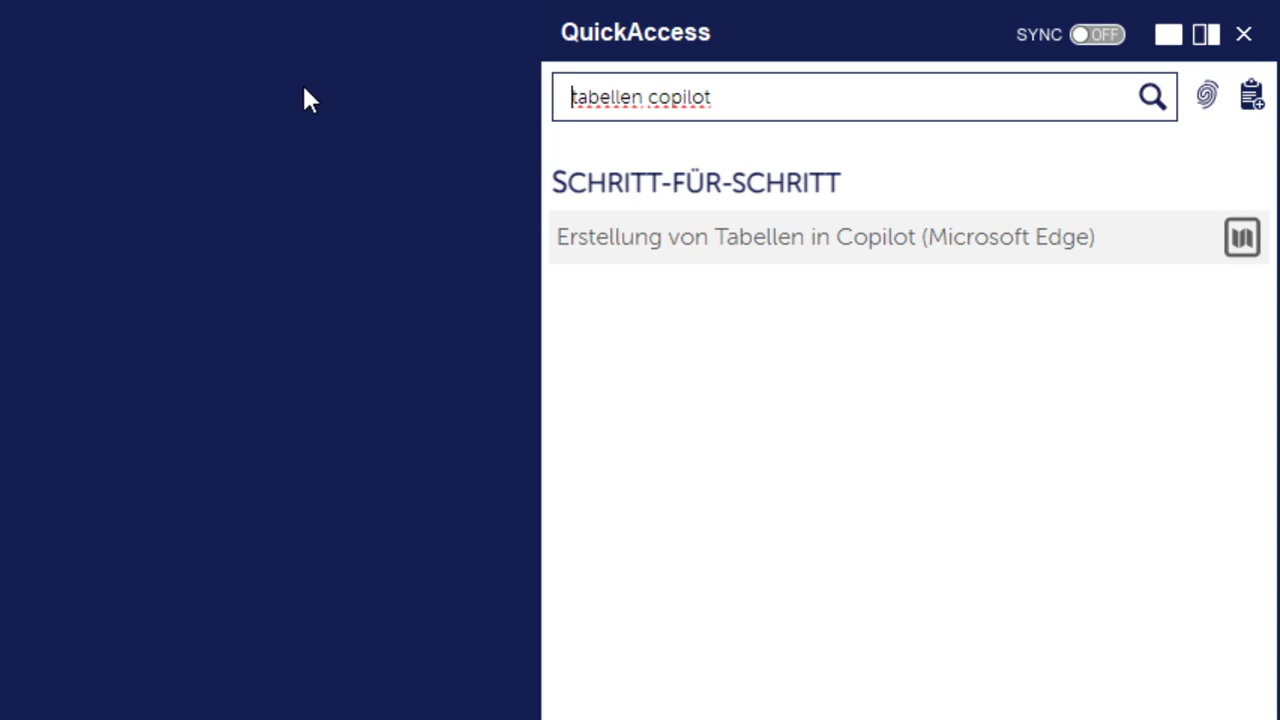 QuickAccess
SYNC OFF
tabellen copilot
SCHRITT-FÜR-SCHRITT
Erstellung von Tabellen in Copilot (Microsoft Edge)